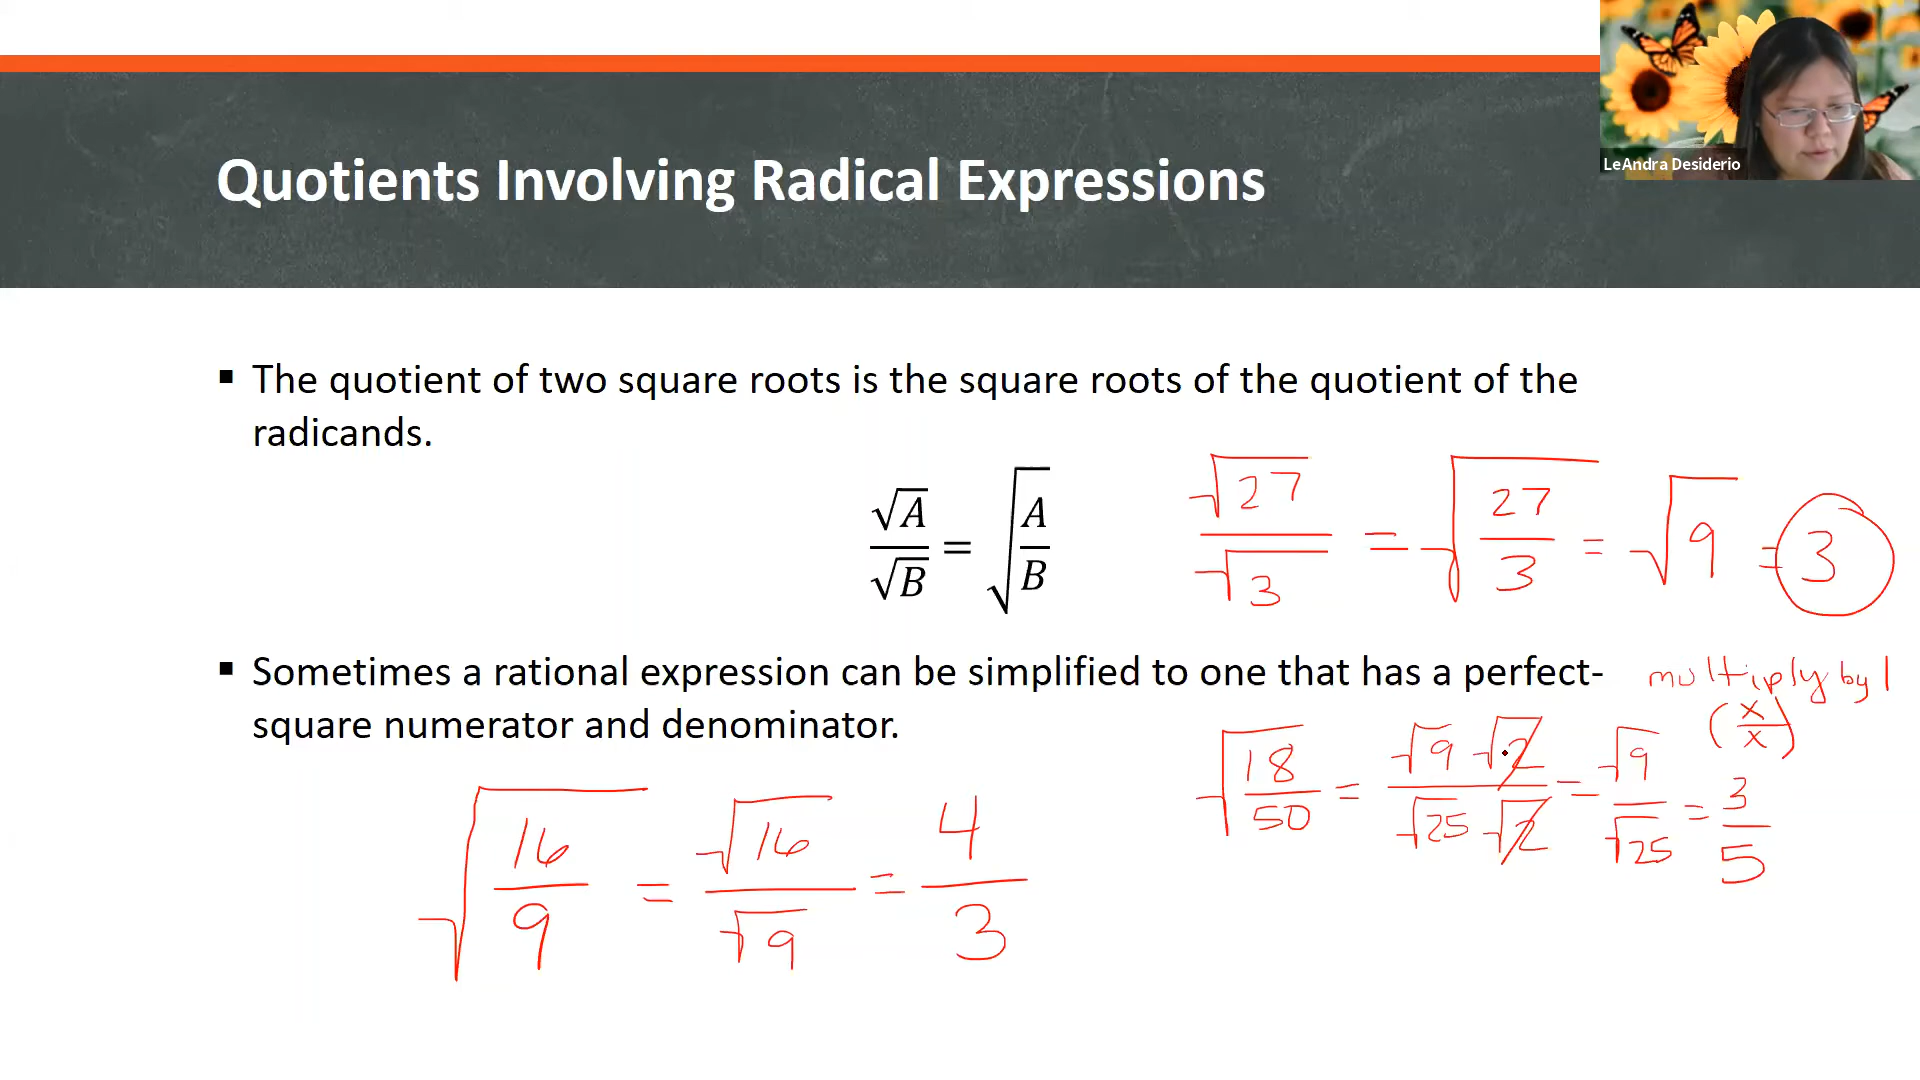 LeAndra Desiderio
Quotients Involving Radical Expressions
▪ The quotient of two square roots is the square roots of the quotient of the
radicands.
√A/√B = √(A/B)
√27/√3 = √(27/3) = √9 = 3
▪ Sometimes a rational expression can be simplified to one that has a perfect-
square numerator and denominator.
multiply by 1
(x/x)
√(18/50) = √9 √2/√25 √2 = √9/√25 = 3/5
√(16/9) = √16/√9 = 4/3